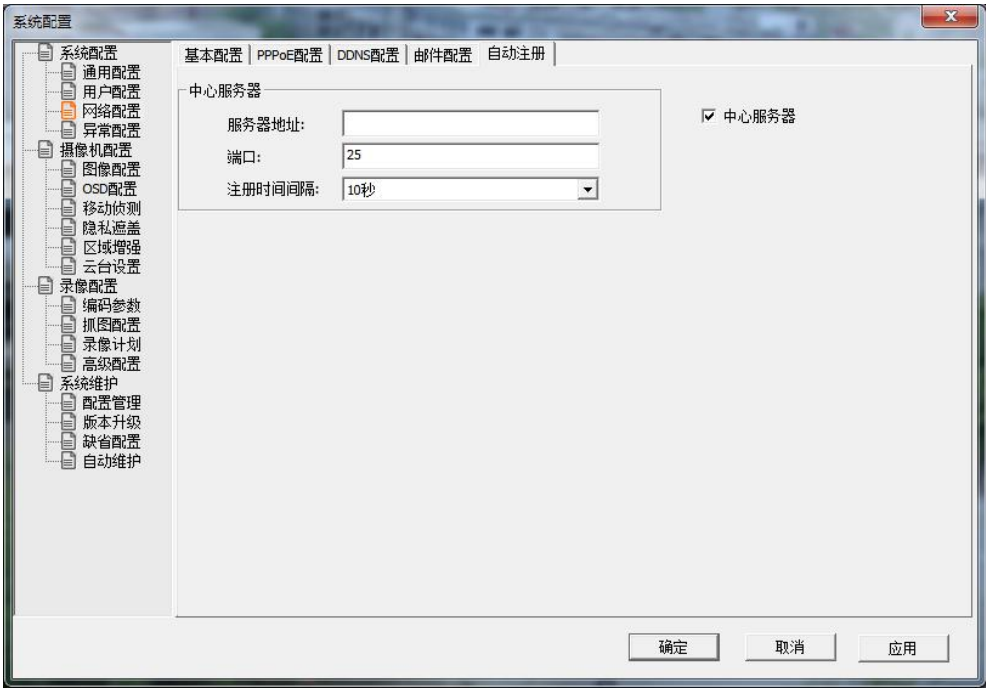 系统配置
系统配置
通用配置
用户配置
网络配置
异常配置
摄像机配置
图像配置
OSD配置
移动侦测
隐私遮盖
区域增强
云台设置
录像配置
编码参数
抓图配置
录像计划
高级配置
系统维护
配置管理
版本升级
缺省配置
自动维护
基本配置 PPPoE配置 DDNS配置 邮件配置 自动注册
中心服务器
服务器地址:
端口: 25
注册时间间隔: 10秒
中心服务器
确定 取消 应用